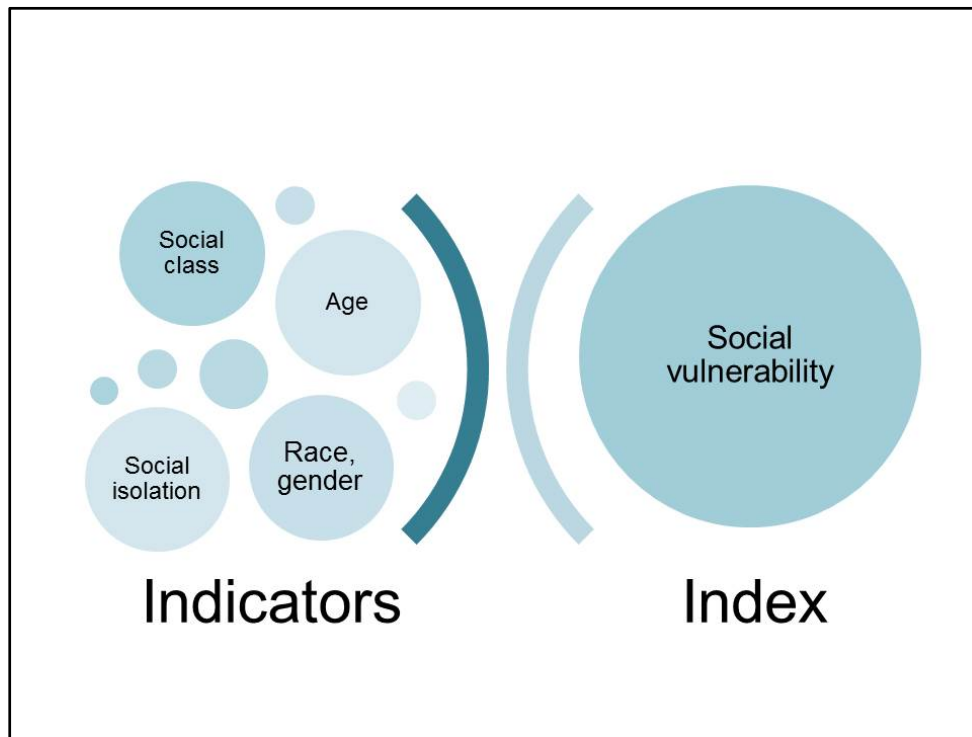 Social
class
Age
Social
isolation
Race,
gender
Social
vulnerability
Indicators
Index